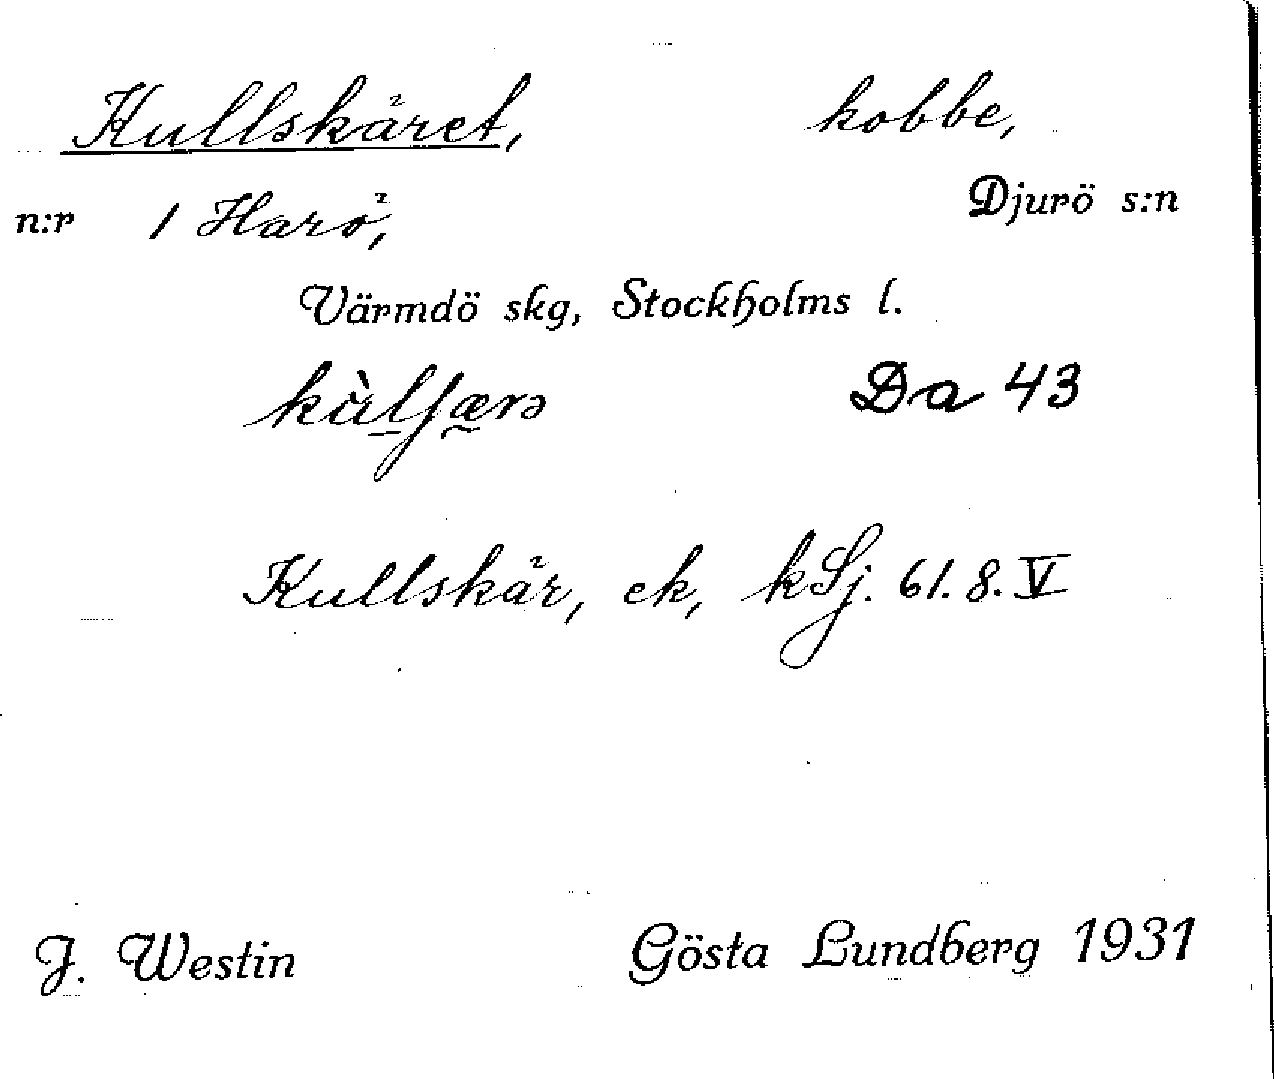 Kullskäret, kobbe,
n:r 1 Harö, Djurö s:n
Värmdö skg, Stockholms l.
kùlʃærə Da 43
Kullskär, ek, kSj. 61. 8. V
J. Westin Gösta Lundberg 1931